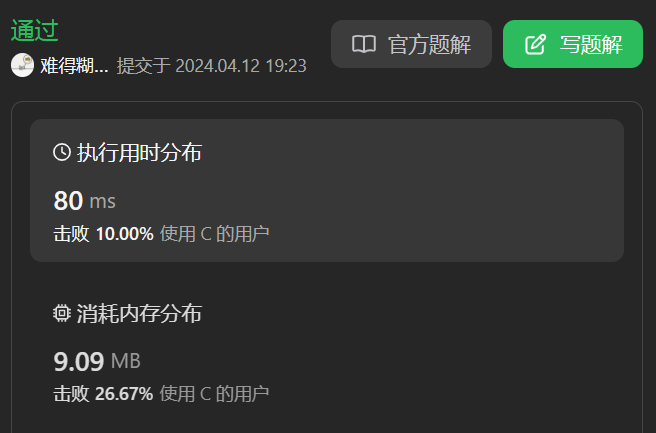 通过
官方题解
写题解
难得糊... 提交于 2024.04.12 19:23
执行用时分布
80 ms
击败 10.00% 使用 C 的用户
消耗内存分布
9.09 MB
击败 26.67% 使用 C 的用户